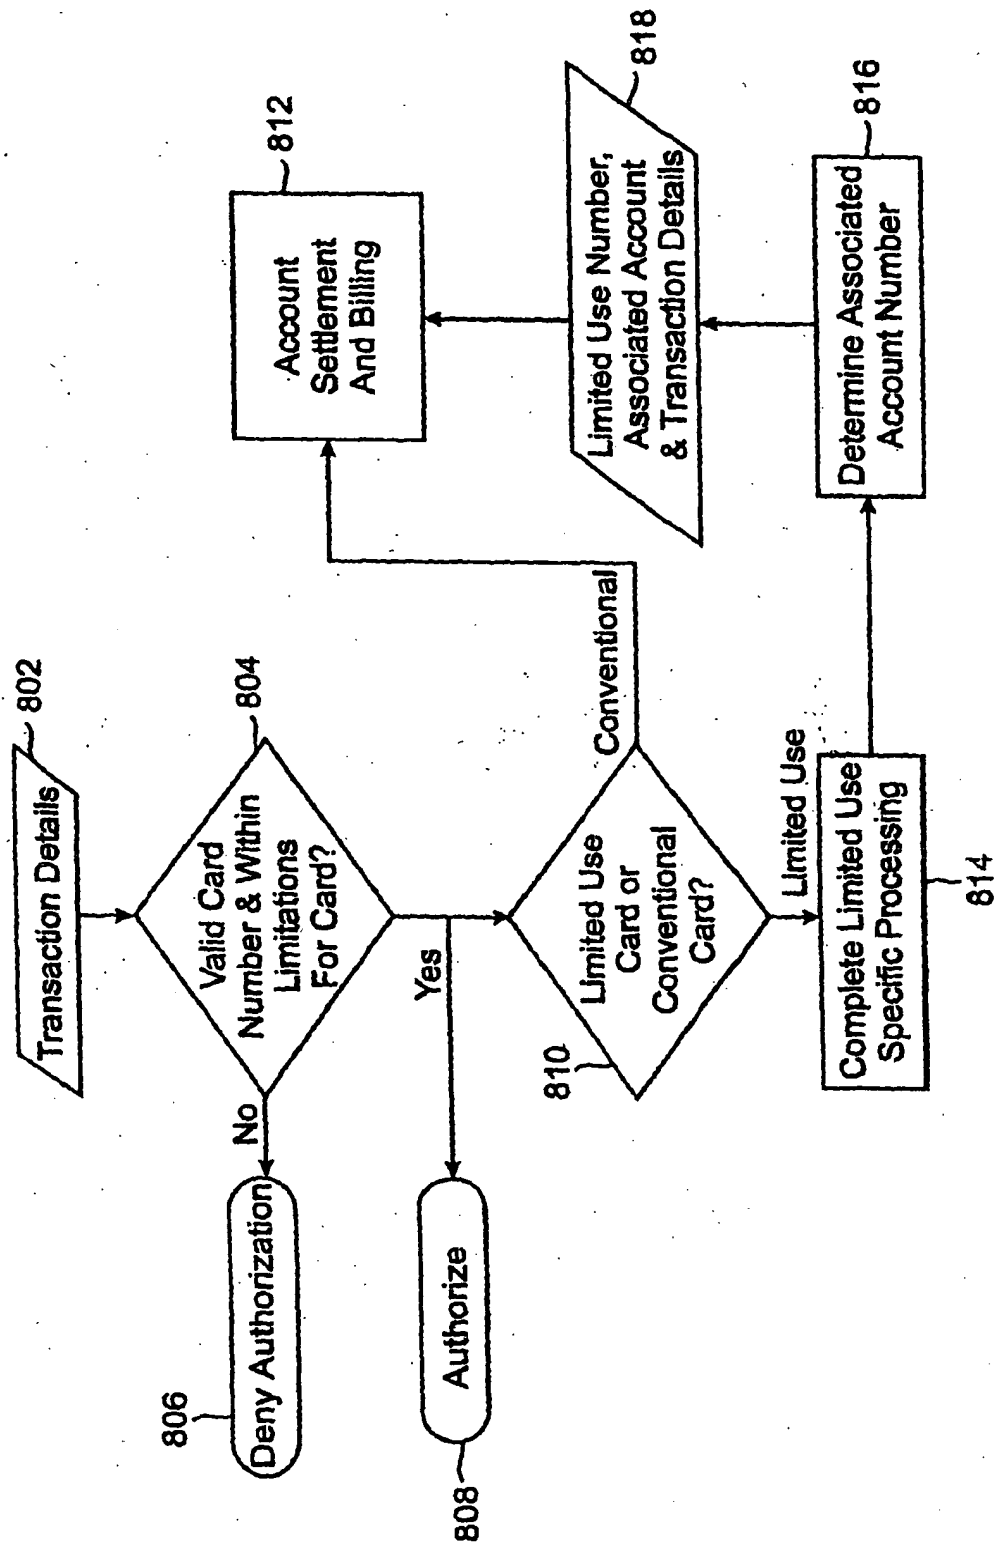 802
Transaction Details
804
Valid Card
Number & Within
Limitations
For Card?
No
806
Deny Authorization
Yes
808
Authorize
810
Limited Use
Card or
Conventional
Card?
Conventional
812
Account
Settlement
And Billing
Limited Use
Complete Limited Use
Specific Processing
814
Determine Associated
Account Number
816
Limited Use Number,
Associated Account
& Transaction Details
818